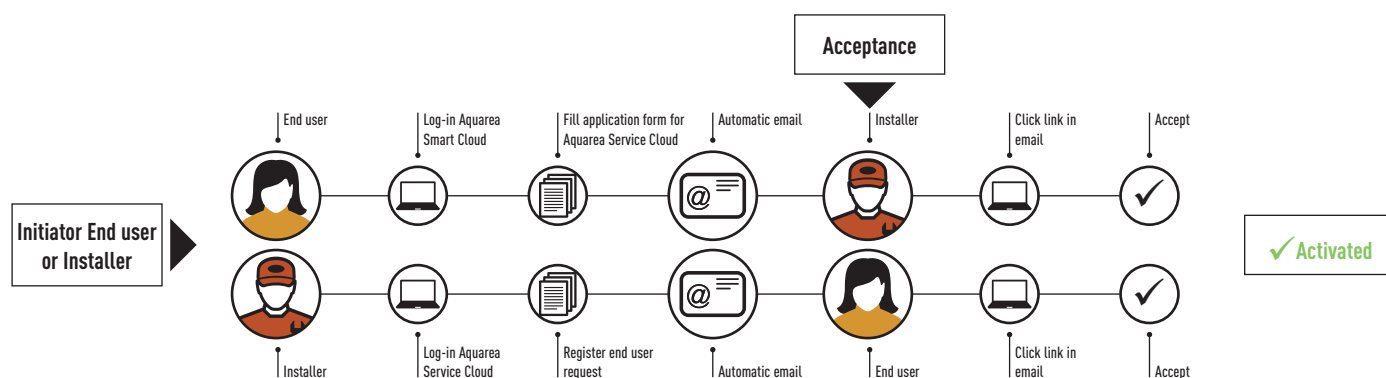 Acceptance
End user
Log-in Aquarea
Smart Cloud
Fill application form for
Aquarea Service Cloud
Automatic email
Installer
Click link in
email
Accept
@
Initiator End user
or Installer
Activated
@
Installer
Log-in Aquarea
Service Cloud
Register end user
request
Automatic email
End user
Click link in
email
Accept